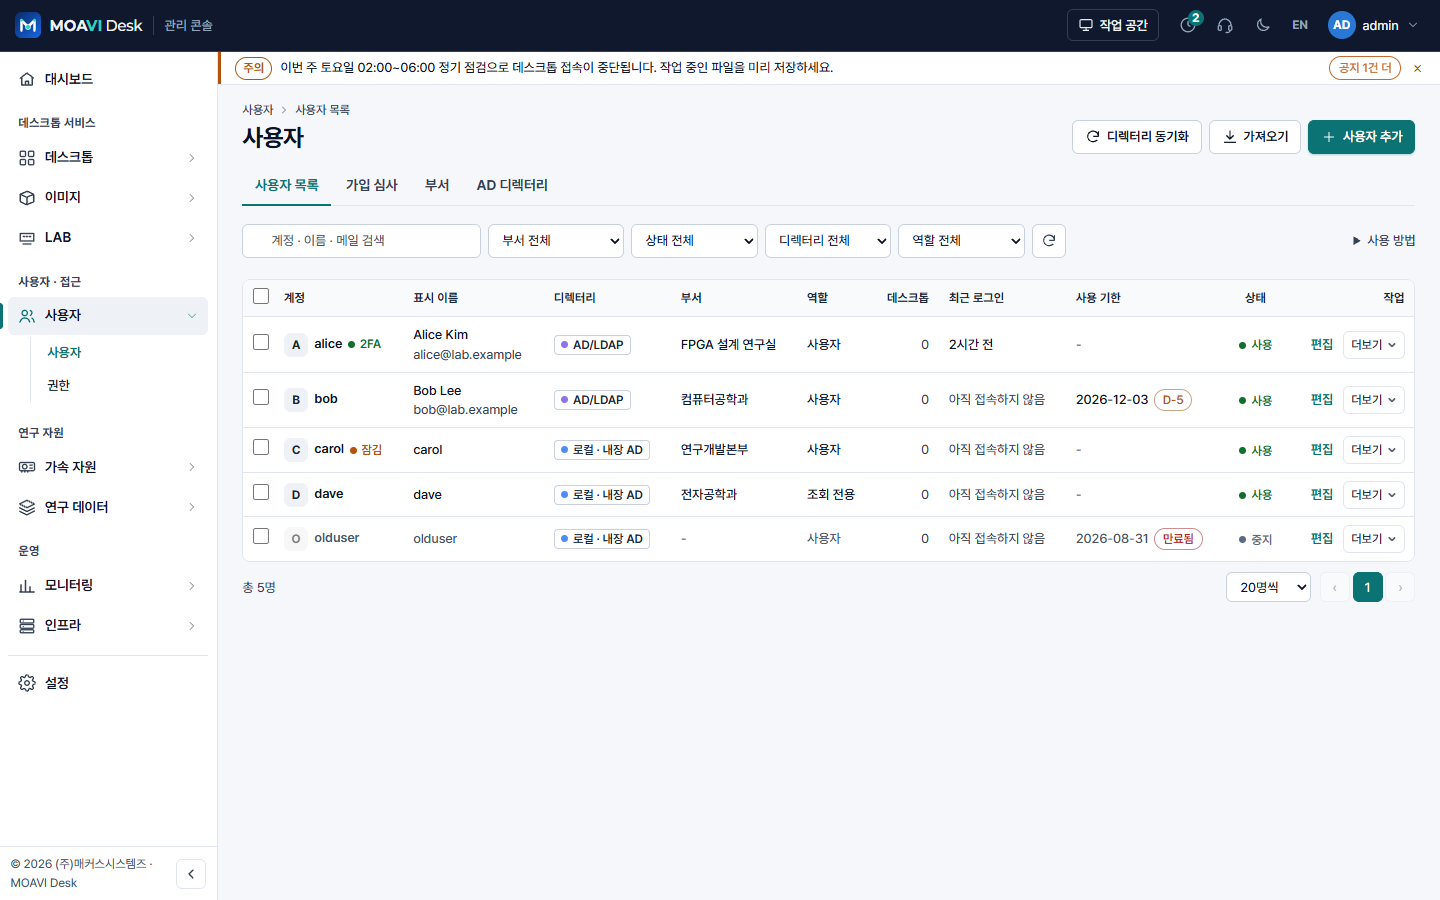 MOAVI Desk 관리 콘솔 작업 공간 2 EN AD admin
주의 이번 주 토요일 02:00~06:00 정기 점검으로 데스크톱 접속이 중단됩니다. 작업 중인 파일을 미리 저장하세요. 공지 1건 더 ×
대시보드
데스크톱 서비스
데스크톱
이미지
LAB
사용자 · 접근
사용자
사용자
권한
연구 자원
가속 자원
연구 데이터
운영
모니터링
인프라
설정
© 2026 (주)매커스시스템즈 ·
MOAVI Desk
사용자 > 사용자 목록
사용자
디렉터리 동기화 가져오기 사용자 추가
사용자 목록 가입 심사 부서 AD 디렉터리
계정 · 이름 · 메일 검색 부서 전체 상태 전체 디렉터리 전체 역할 전체 사용 방법
계정 표시 이름 디렉터리 부서 역할 데스크톱 최근 로그인 사용 기한 상태 작업
A alice 2FA Alice Kim AD/LDAP FPGA 설계 연구실 사용자 0 2시간 전 - 사용 편집 더보기
alice@lab.example
B bob Bob Lee AD/LDAP 컴퓨터공학과 사용자 0 아직 접속하지 않음 2026-12-03 D-5 사용 편집 더보기
bob@lab.example
C carol 잠김 carol 로컬 · 내장 AD 연구개발본부 사용자 0 아직 접속하지 않음 - 사용 편집 더보기
D dave dave 로컬 · 내장 AD 전자공학과 조회 전용 0 아직 접속하지 않음 - 사용 편집 더보기
O olduser olduser 로컬 · 내장 AD - 사용자 0 아직 접속하지 않음 2026-08-31 만료됨 중지 편집 더보기
총 5명 20명씩 ‹ 1 ›